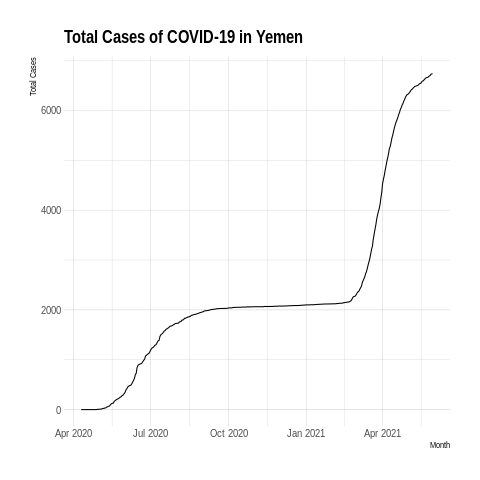 Total Cases of COVID-19 in Yemen
Total Cases
6000
4000
2000
0
Apr 2020 Jul 2020 Oct 2020 Jan 2021 Apr 2021
Month